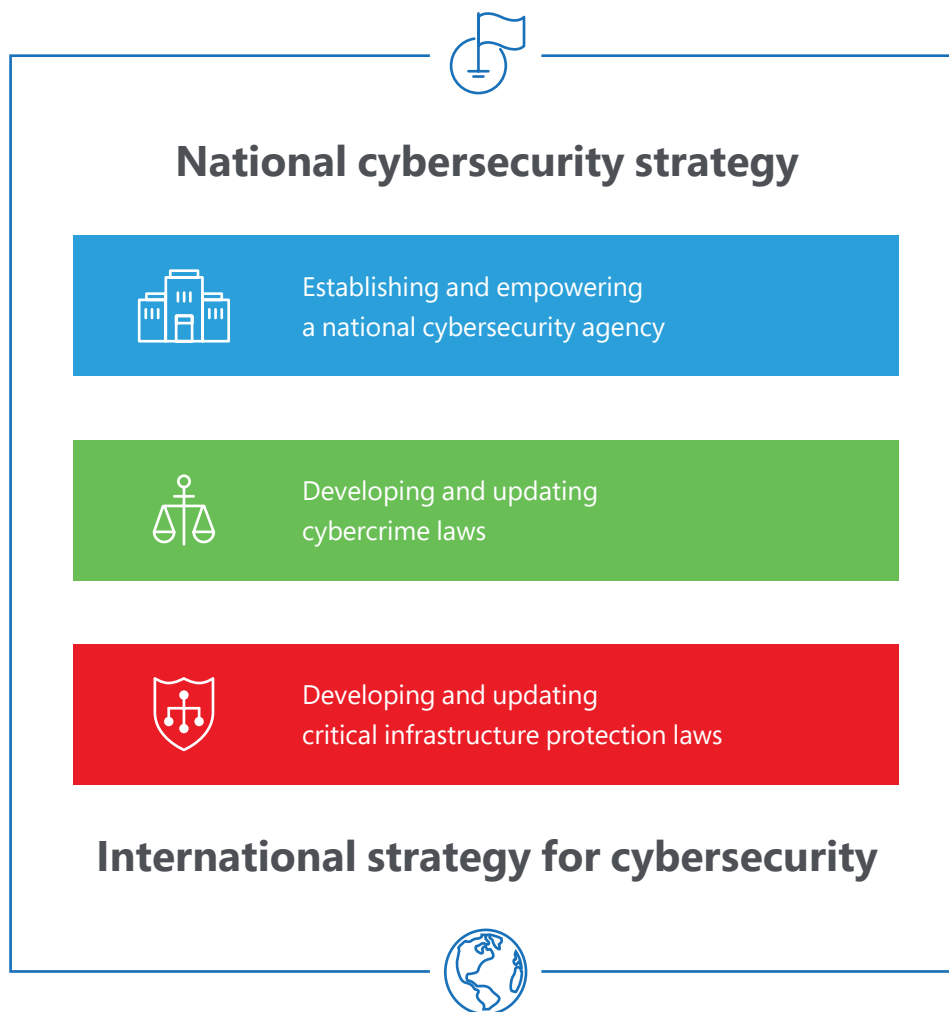 National cybersecurity strategy
Establishing and empowering
a national cybersecurity agency
Developing and updating
cybercrime laws
Developing and updating
critical infrastructure protection laws
International strategy for cybersecurity